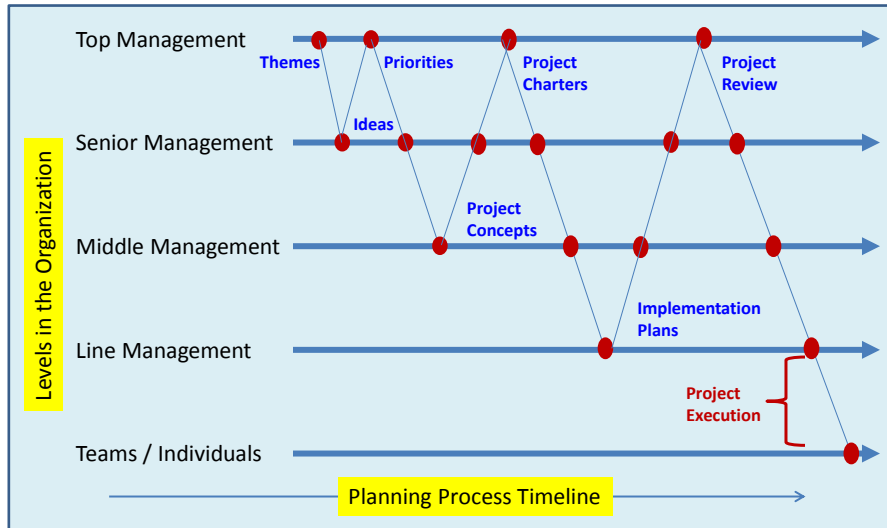 Top Management
Themes
Priorities
Project
Charters
Project
Review
Ideas
Senior Management
Levels in the Organization
Project
Concepts
Middle Management
Implementation
Plans
Line Management
Project
Execution
Teams / Individuals
Planning Process Timeline